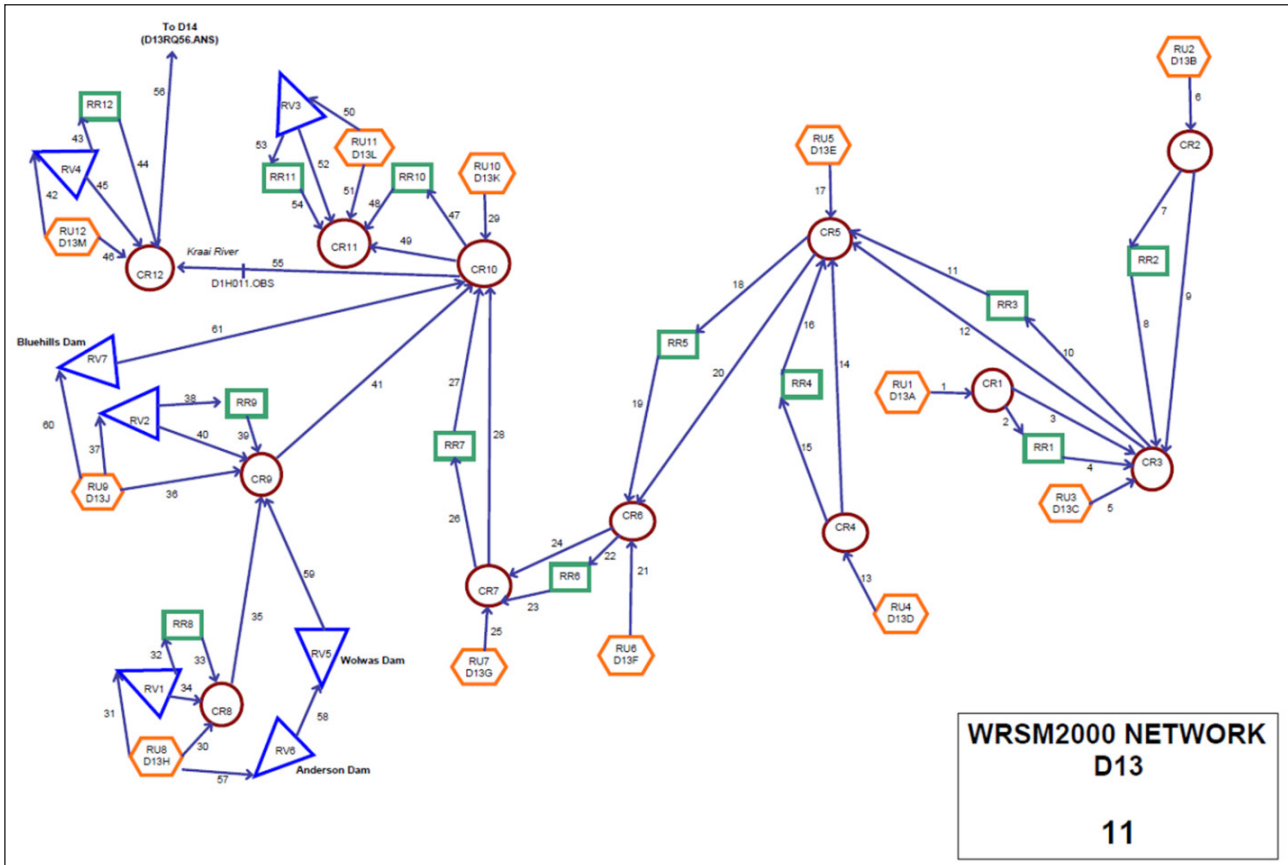 To D14
(D13RQ56.ANS)
56
RR12
43
44
RV4
45
42
RU12
D13M
46
CR12
RV3
50
53
52
RU11
D13L
RR11
54
51
48
RR10
CR11
47
49
RU10
D13K
29
CR10
Kraai River
55
D1H011.OBS
61
Bluehills Dam
RV7
60
38
RR9
RV2
37
40
39
RU9
D13J
36
CR9
41
27
28
RR7
26
35
59
RR8
32
33
RV1
34
31
CR8
30
RU8
D13H
57
RV5
Wolwas Dam
58
RV6
Anderson Dam
CR7
25
RU7
D13G
24
22
RR6
23
CR6
21
RU6
D13F
RU5
D13E
17
CR5
18
RR5
19
20
16
RR4
14
15
CR4
13
RU4
D13D
11
RR3
12
10
RU2
D13B
6
CR2
7
RR2
8
9
RU1
D13A
1
CR1
2
3
RR1
4
CR3
RU3
D13C
5
WRSM2000 NETWORK
D13
11